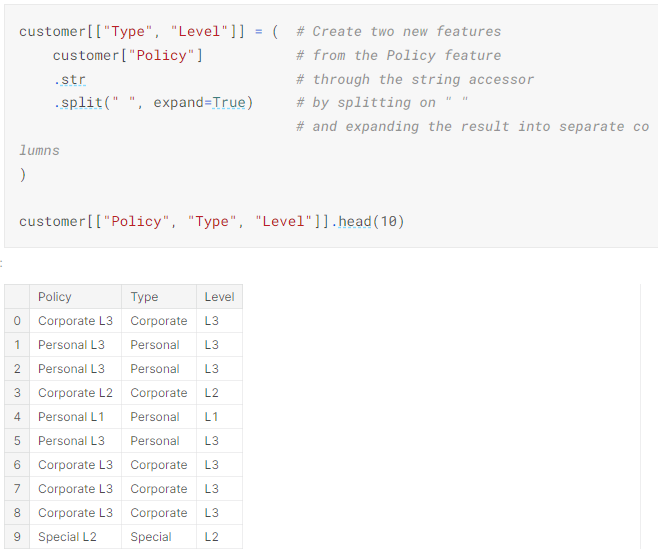 customer[["Type", "Level"]] = (  # Create two new features
    customer["Policy"]           # from the Policy feature
    .str                         # through the string accessor
    .split(" ", expand=True)     # by splitting on " "
                                 # and expanding the result into separate co
lumns
)
customer[["Policy", "Type", "Level"]].head(10)
:
Policy Type Level
0 Corporate L3 Corporate L3
1 Personal L3 Personal L3
2 Personal L3 Personal L3
3 Corporate L2 Corporate L2
4 Personal L1 Personal L1
5 Personal L3 Personal L3
6 Corporate L3 Corporate L3
7 Corporate L3 Corporate L3
8 Corporate L3 Corporate L3
9 Special L2 Special L2